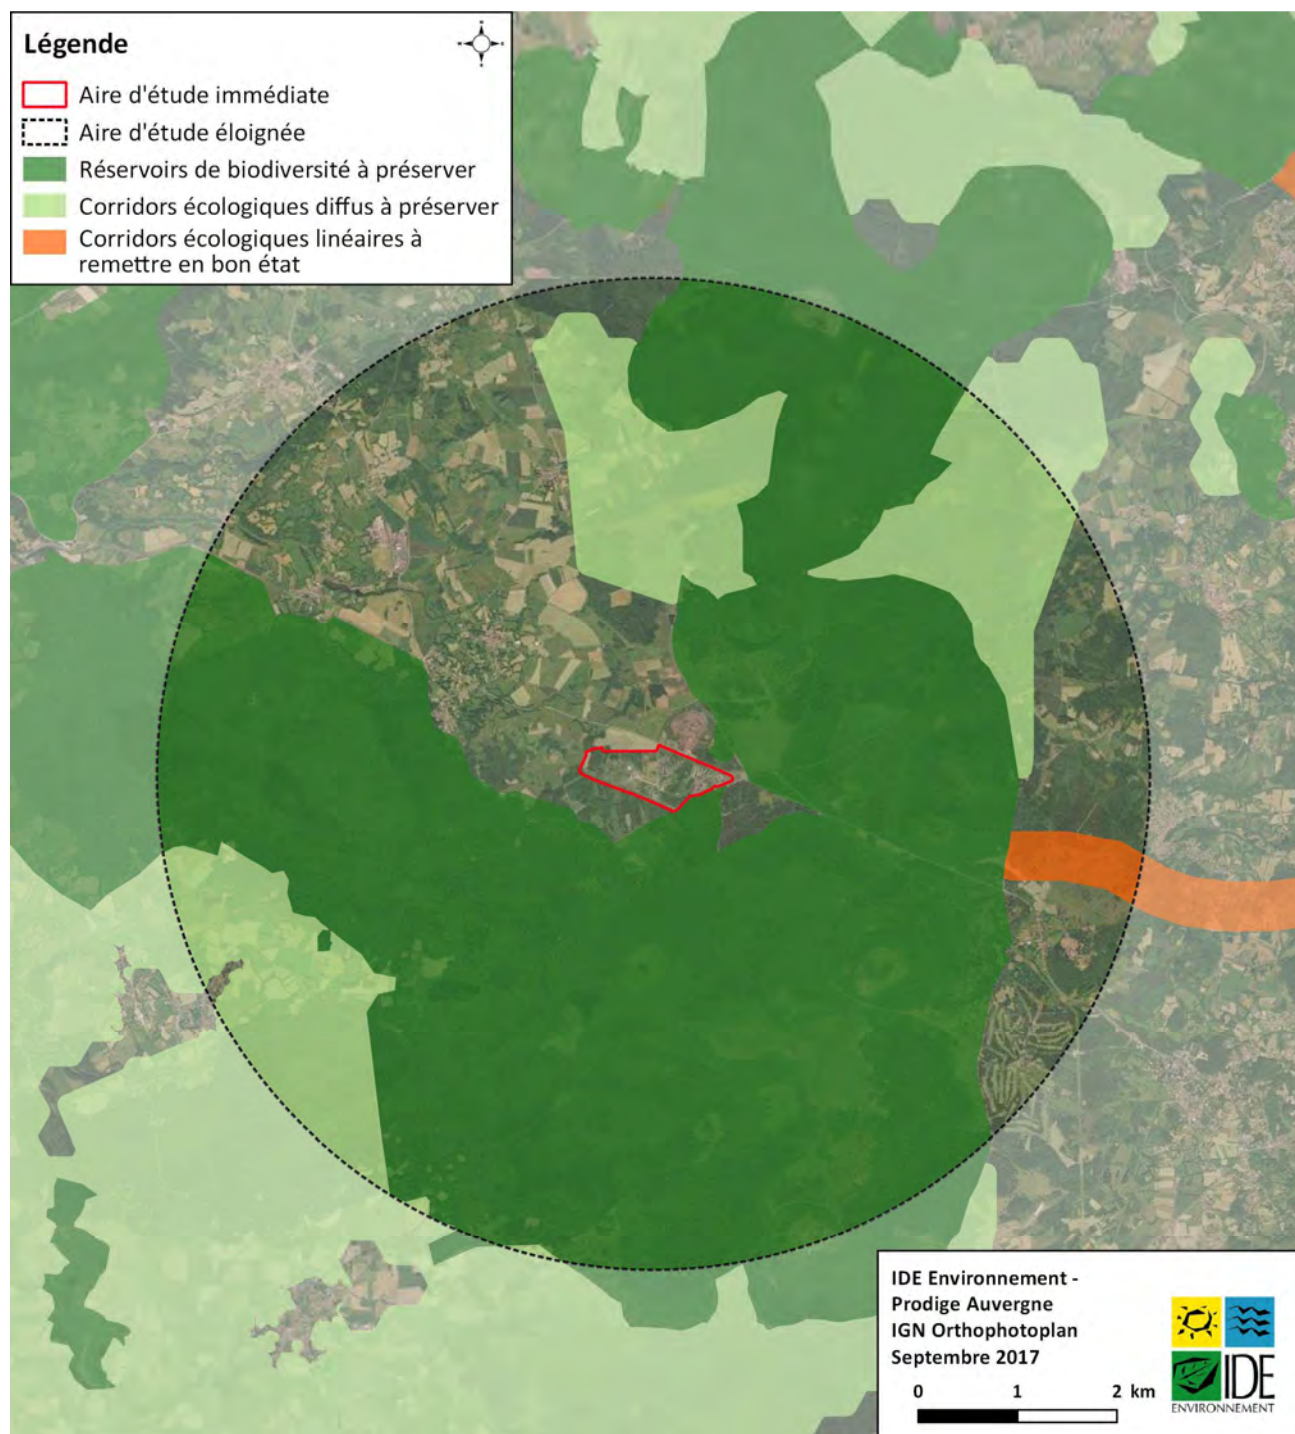 Légende
Aire d'étude immédiate
Aire d'étude éloignée
Réservoirs de biodiversité à préserver
Corridors écologiques diffus à préserver
Corridors écologiques linéaires à
remettre en bon état
IDE Environnement -
Prodige Auvergne
IGN Orthophotoplan
Septembre 2017
0 1 2 km
IDE
ENVIRONNEMENT